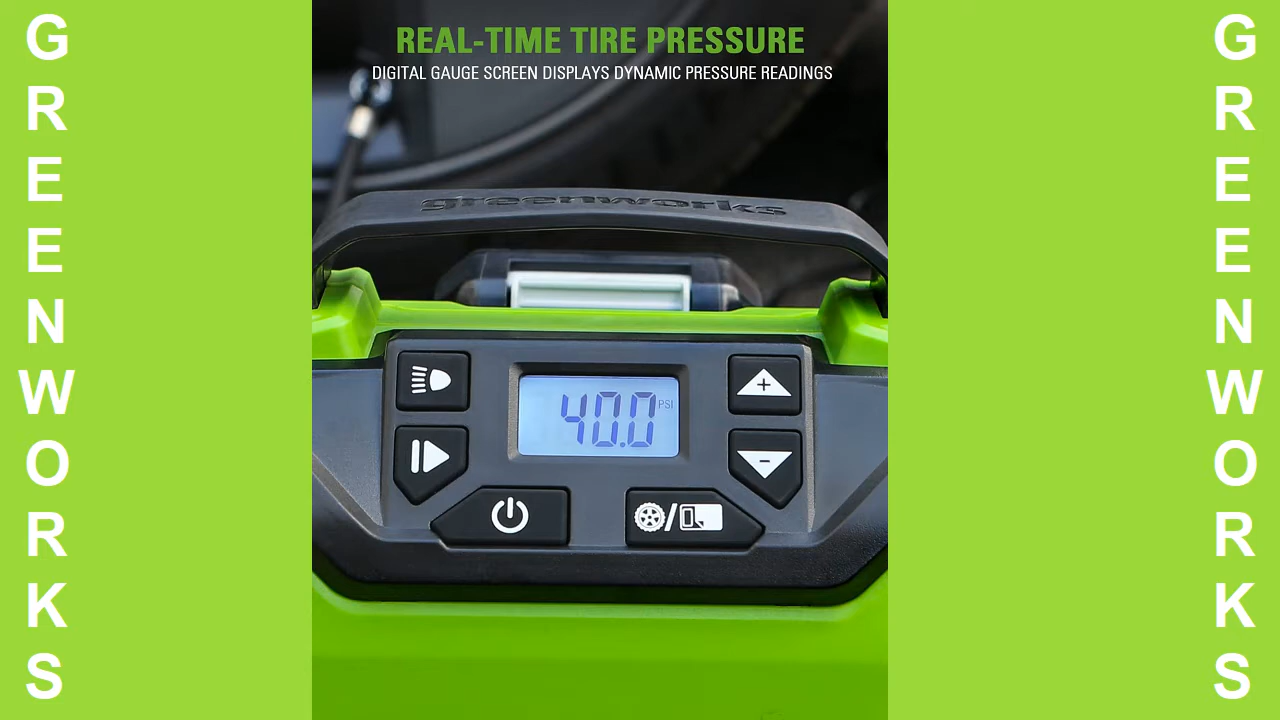 GREENWORKS
REAL-TIME TIRE PRESSURE
DIGITAL GAUGE SCREEN DISPLAYS DYNAMIC PRESSURE READINGS
greenworks
40.0 PSI
+
-
/
GREENWORKS